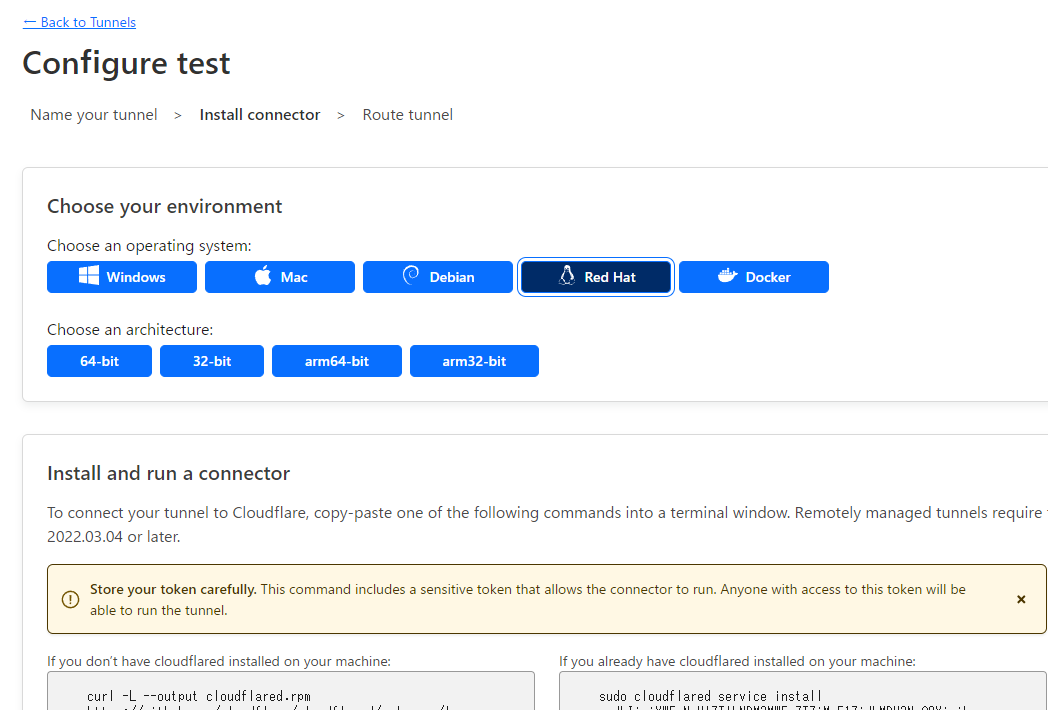 ← Back to Tunnels
Configure test
Name your tunnel > Install connector > Route tunnel
Choose your environment
Choose an operating system:
Windows Mac Debian Red Hat Docker
Choose an architecture:
64-bit 32-bit arm64-bit arm32-bit
Install and run a connector
To connect your tunnel to Cloudflare, copy-paste one of the following commands into a terminal window. Remotely managed tunnels require
2022.03.04 or later.
Store your token carefully. This command includes a sensitive token that allows the connector to run. Anyone with access to this token will be
able to run the tunnel.
If you don’t have cloudflared installed on your machine:
curl -L --output cloudflared.rpm
If you already have cloudflared installed on your machine:
sudo cloudflared service install